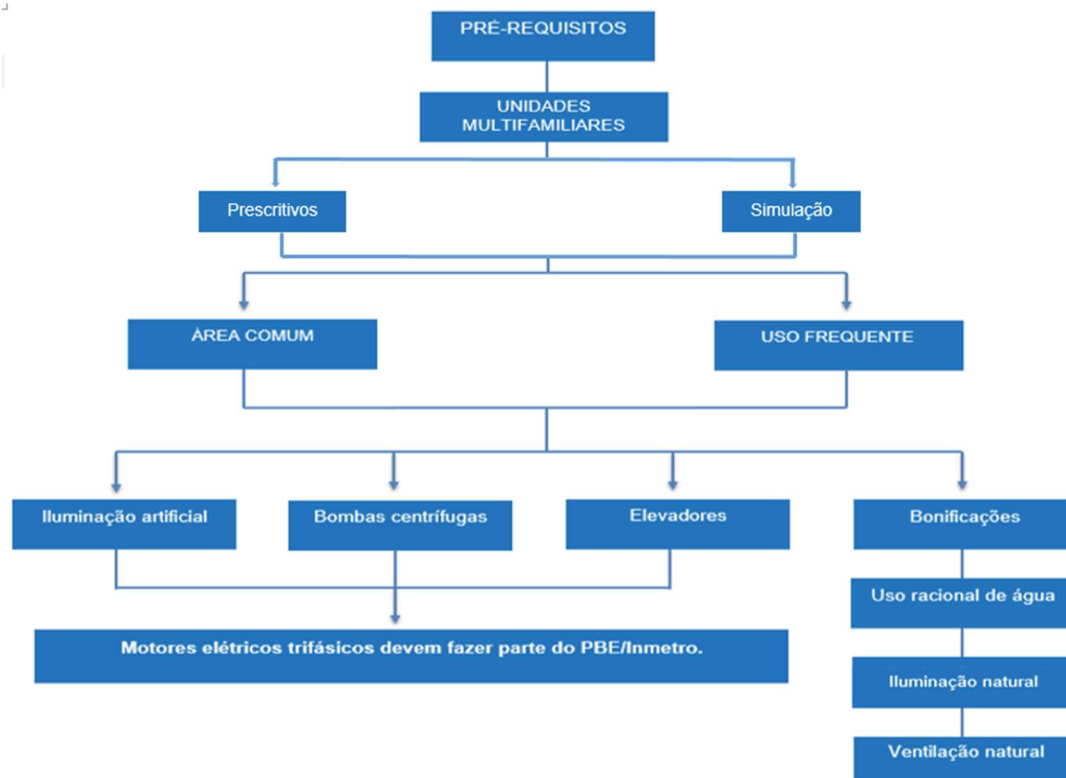 PRÉ-REQUISITOS
UNIDADES
MULTIFAMILIARES
Prescritivos
Simulação
ÀREA COMUM
USO FREQUENTE
Iluminação artificial
Bombas centrífugas
Elevadores
Bonificações
Uso racional de água
Motores elétricos trifásicos devem fazer parte do PBE/Inmetro.
Iluminação natural
Ventilação natural